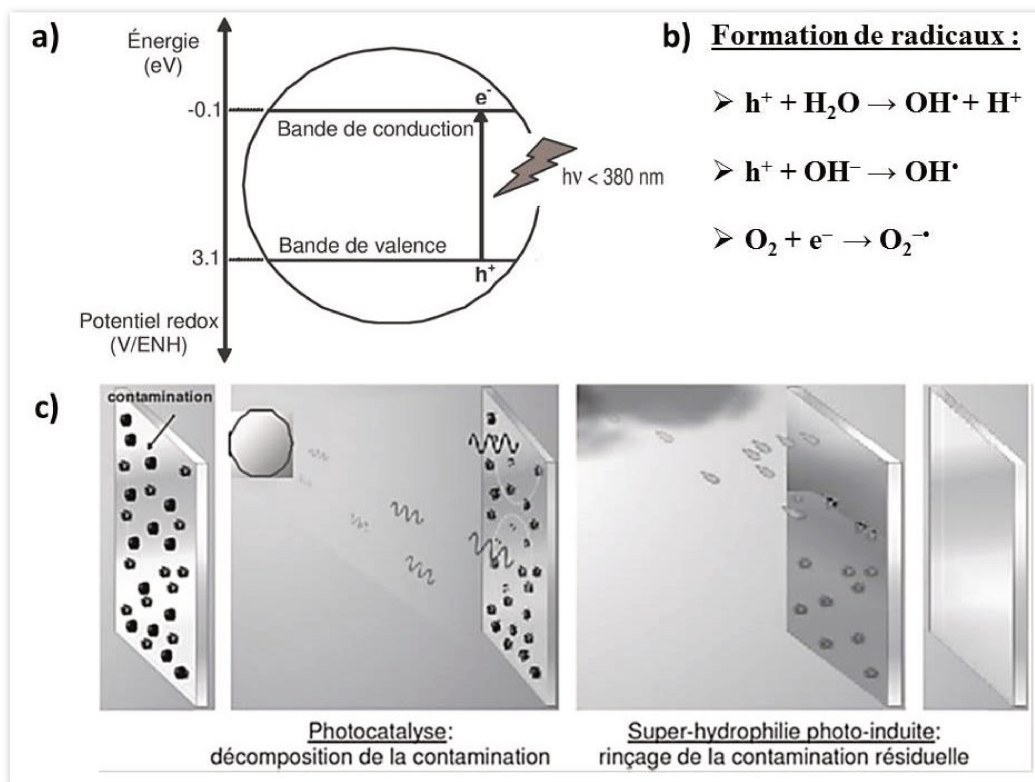 a)
Énergie
(eV)
-0.1
e⁻
Bande de conduction
hν < 380 nm
Bande de valence
3.1
h⁺
Potentiel redox
(V/ENH)
b) Formation de radicaux :
➢ h⁺ + H₂O → OH• + H⁺
➢ h⁺ + OH⁻ → OH•
➢ O₂ + e⁻ → O₂⁻•
c)
contamination
Photocatalyse:
décomposition de la contamination
Super-hydrophilie photo-induite:
rinçage de la contamination résiduelle